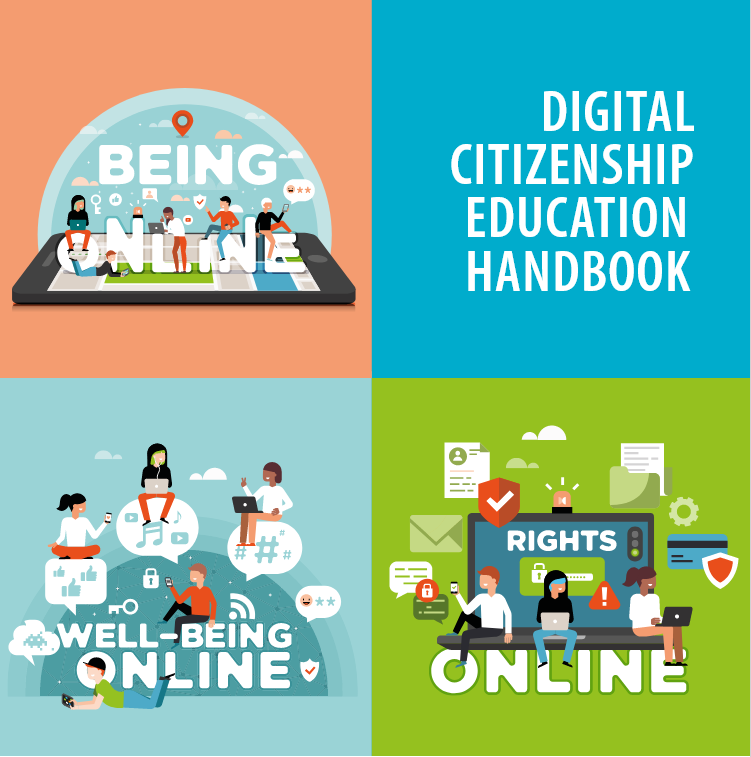 BEING
ONLINE
DIGITAL
CITIZENSHIP
EDUCATION
HANDBOOK
WELL-BEING
ONLINE
RIGHTS
ONLINE